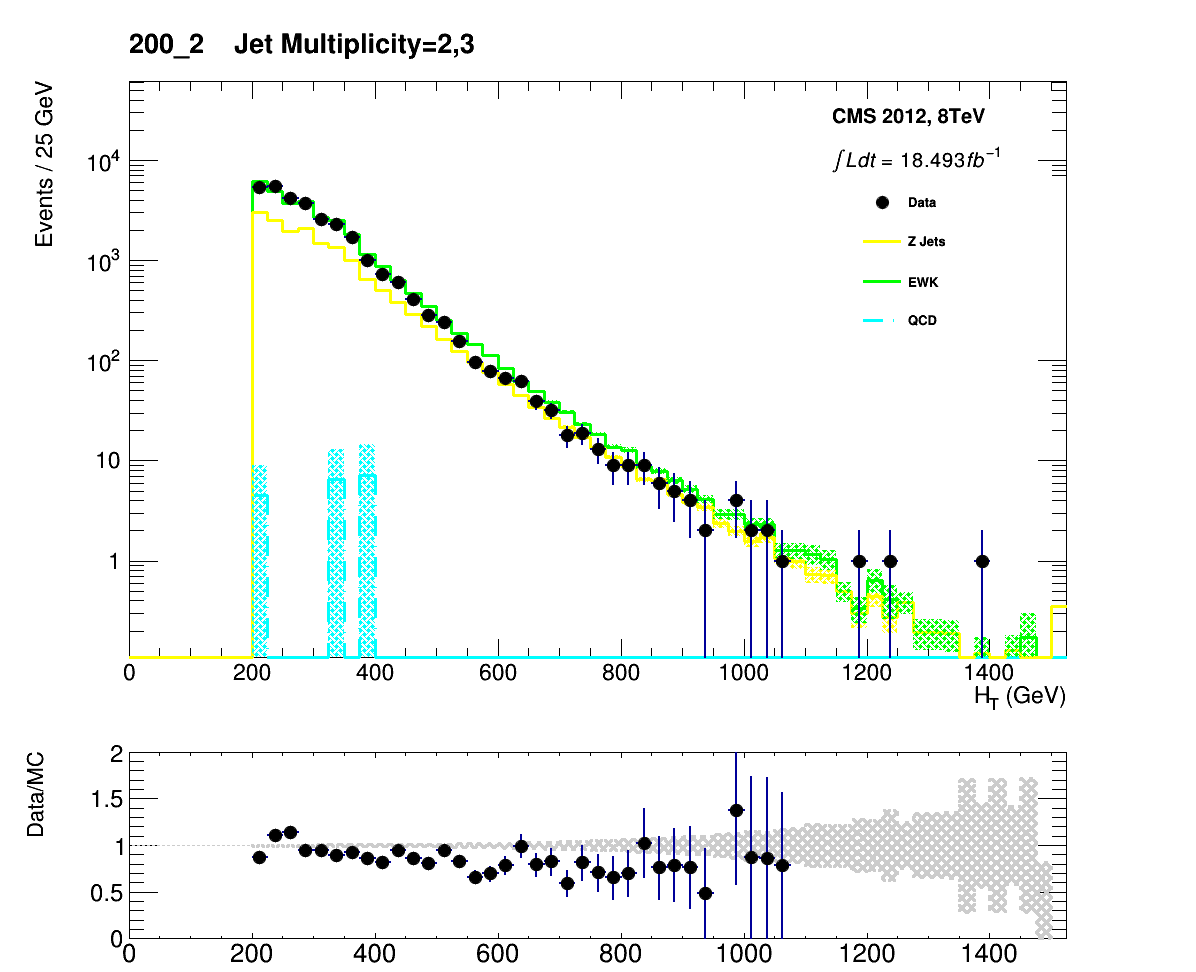 200_2 Jet Multiplicity=2,3
Events / 25 GeV
10⁴
10³
10²
10
1
CMS 2012, 8TeV
∫Ldt = 18.493fb⁻¹
Data
Z Jets
EWK
QCD
0 200 400 600 800 1000 1200 1400
H_T (GeV)
Data/MC
2
1.5
1
0.5
0
0 200 400 600 800 1000 1200 1400